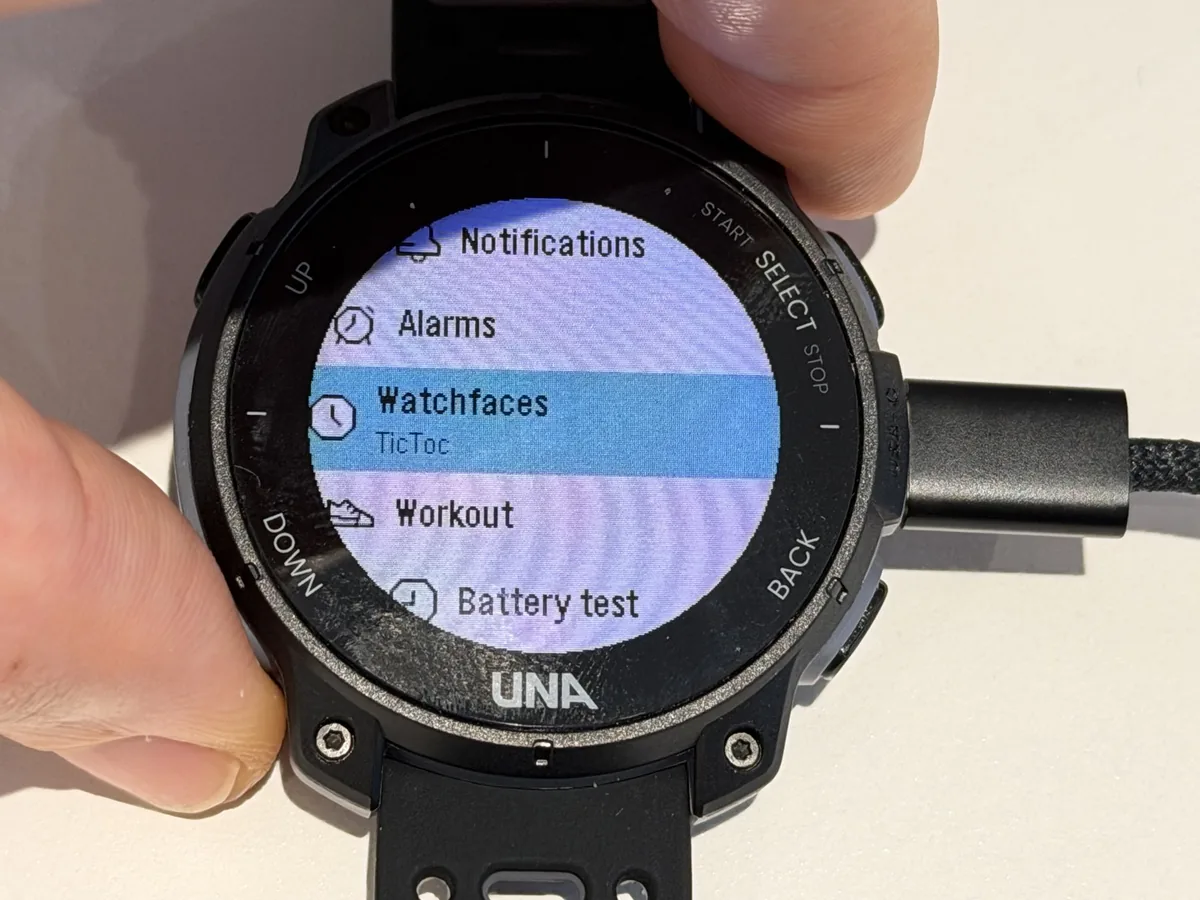 START
SELECT
STOP
UP
Notifications
Alarms
Watchfaces
TicToc
Workout
Battery test
DOWN
BACK
UNA